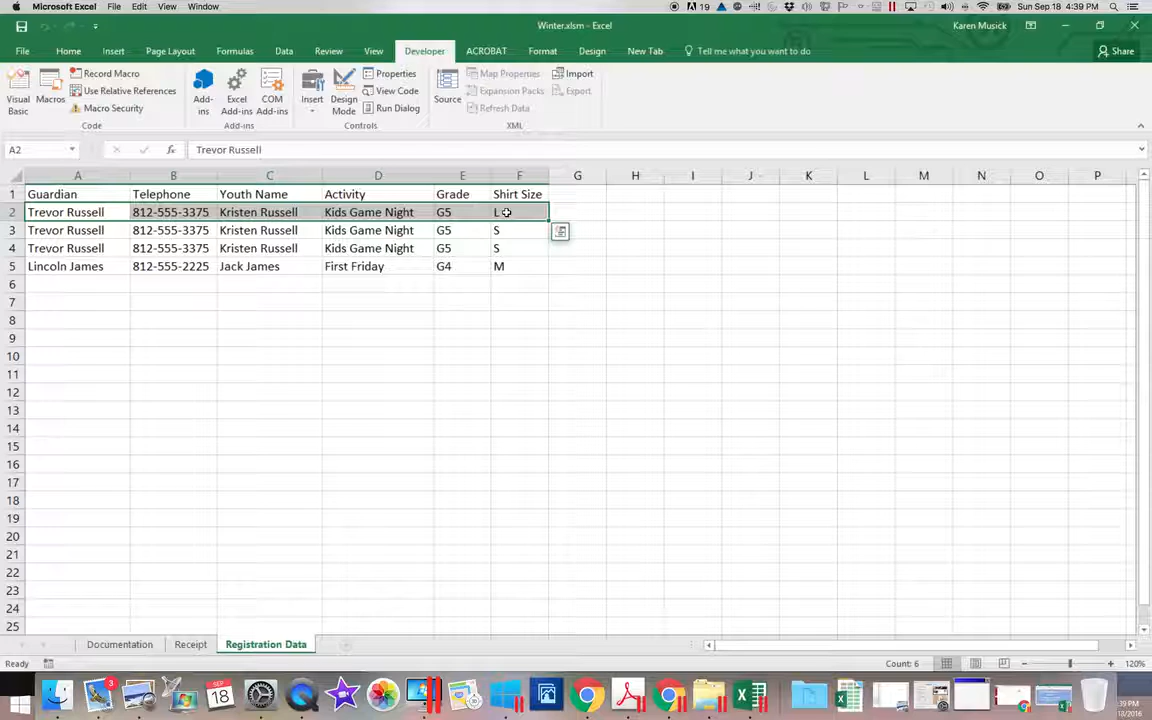 Microsoft Excel File Edit View Window 19 Sun Sep 18 4:39 PM
Winter.xlsm - Excel Karen Musick
File Home Insert Page Layout Formulas Data Review View Developer ACROBAT Format Design New Tab Tell me what you want to do Share
Visual Basic
Macros
Record Macro
Use Relative References
Macro Security
Code
Add-ins
Excel Add-ins
COM Add-ins
Add-ins
Insert
Design Mode
Properties
View Code
Run Dialog
Controls
Source
Map Properties
Expansion Packs
Refresh Data
Import
Export
XML
A2 fx Trevor Russell
A B C D E F G H I J K L M N O P
1 Guardian Telephone Youth Name Activity Grade Shirt Size
2 Trevor Russell 812-555-3375 Kristen Russell Kids Game Night G5 L
3 Trevor Russell 812-555-3375 Kristen Russell Kids Game Night G5 S
4 Trevor Russell 812-555-3375 Kristen Russell Kids Game Night G5 S
5 Lincoln James 812-555-2225 Jack James First Friday G4 M
6
7
8
9
10
11
12
13
14
15
16
17
18
19
20
21
22
23
24
25
Documentation Receipt Registration Data
Ready Count: 6 120%
3
SEP
18